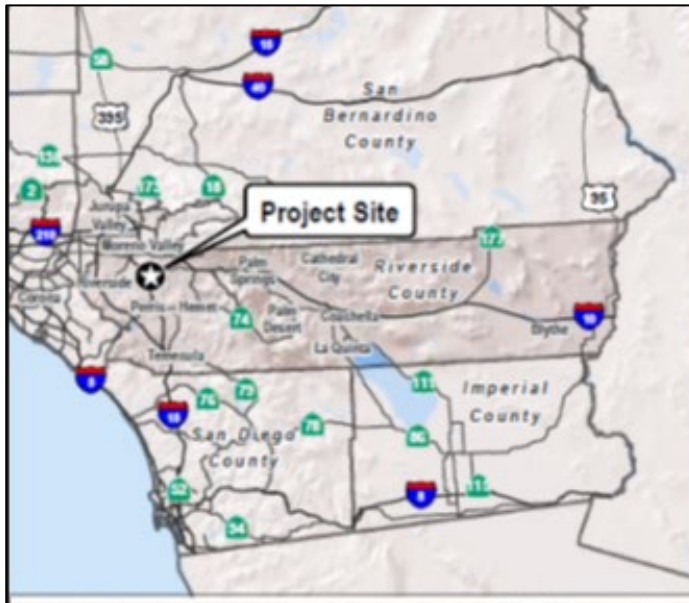 15
58
40
San
Bernardino
County
395
138
2
173
18
95
Jurupa
Valley
210
Project Site
Moreno Valley
177
Palm
Springs
Cathedral
City
Riverside
County
Riverside
Corona
Perris
Hemet
74
Palm
Desert
Coachella
10
Blythe
La Quinta
Temecula
5
111
Imperial
County
76
79
15
San Diego
County
78
86
52
8
94